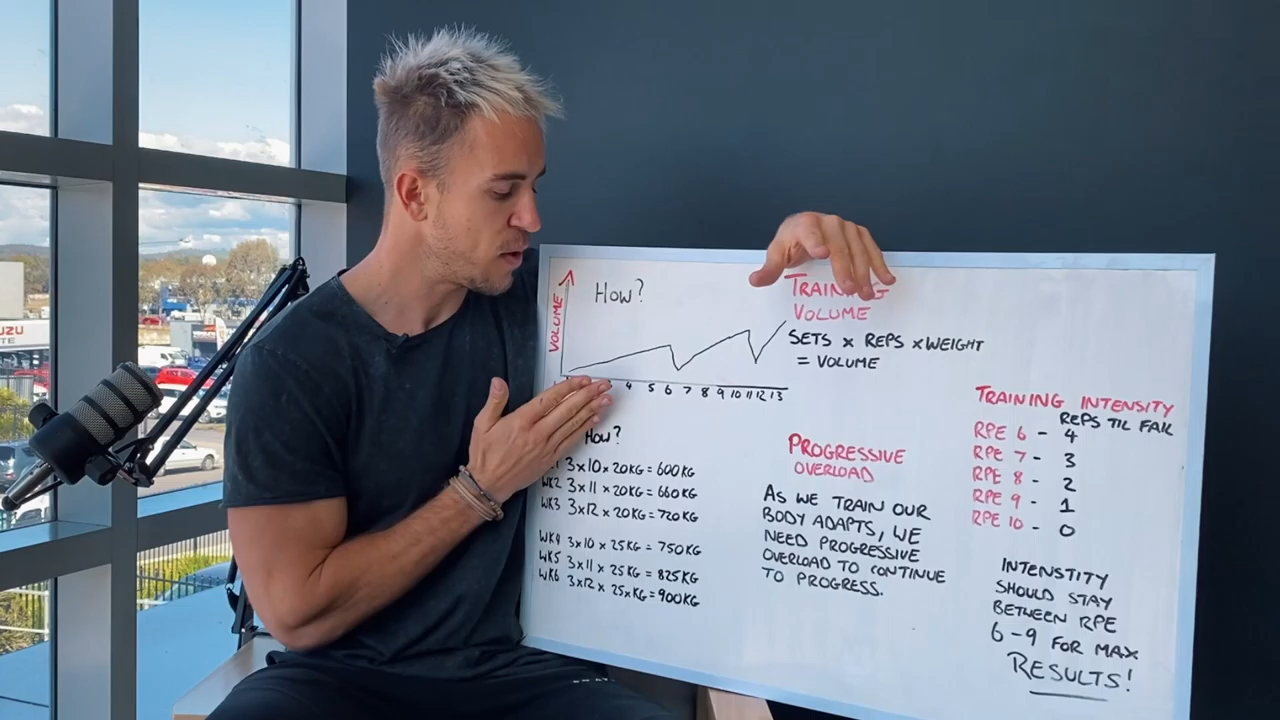 How?
VOLUME
4 5 6 7 8 9 10 11 12 13
TRAINING
VOLUME
SETS x REPS x WEIGHT
= VOLUME
How?
3x10 x 20KG = 600KG
WK2 3x11 x 20KG = 660KG
WK3 3x12 x 20KG = 720KG
WK4 3x10 x 25KG = 750KG
WK5 3x11 x 25KG = 825KG
WK6 3x12 x 25xKG = 900KG
PROGRESSIVE
OVERLOAD
AS WE TRAIN OUR
BODY ADAPTS, WE
NEED PROGRESSIVE
OVERLOAD TO CONTINUE
TO PROGRESS.
TRAINING INTENSITY
REPS TIL FAIL
RPE 6 - 4
RPE 7 - 3
RPE 8 - 2
RPE 9 - 1
RPE 10 - 0
INTENSTITY
SHOULD STAY
BETWEEN RPE
6-9 FOR MAX
RESULTS!